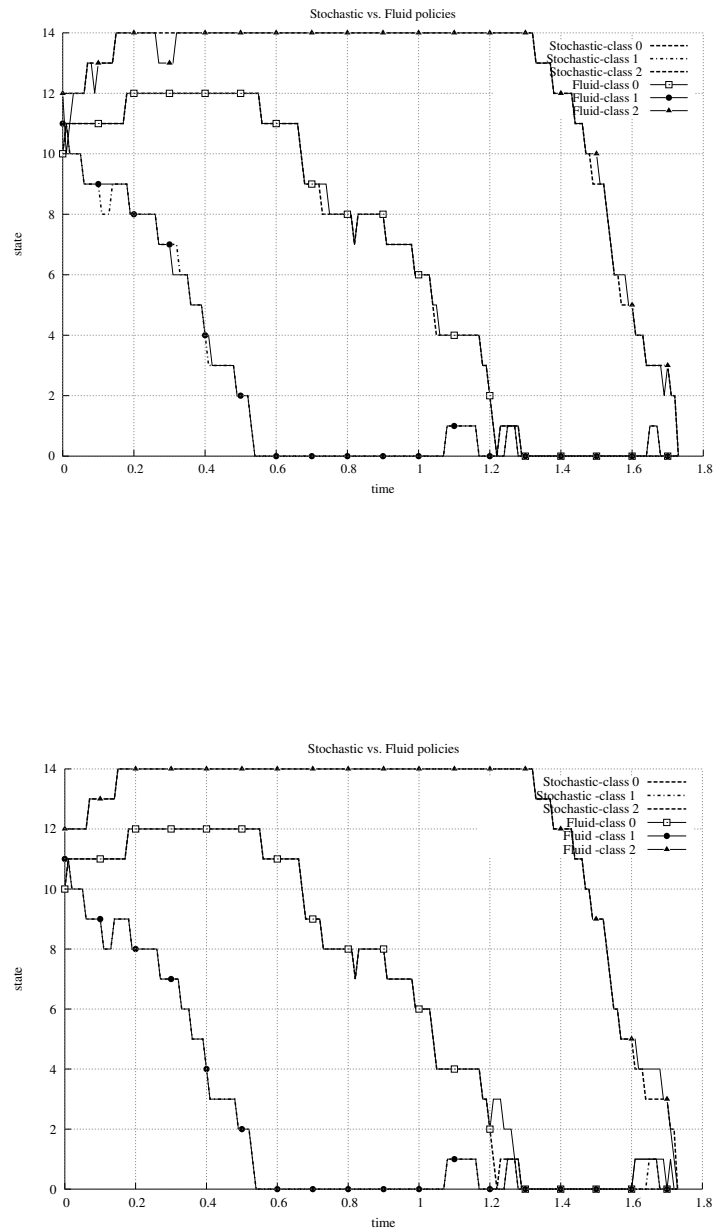 Stochastic vs. Fluid policies
14
12
10
8
6
4
2
0
state
Stochastic-class 0
Stochastic-class 1
Stochastic-class 2
Fluid-class 0
Fluid-class 1
Fluid-class 2
0 0.2 0.4 0.6 0.8 1 1.2 1.4 1.6 1.8
time
Stochastic vs. Fluid policies
14
12
10
8
6
4
2
0
state
Stochastic-class 0
Stochastic -class 1
Stochastic-class 2
Fluid-class 0
Fluid -class 1
Fluid -class 2
0 0.2 0.4 0.6 0.8 1 1.2 1.4 1.6 1.8
time